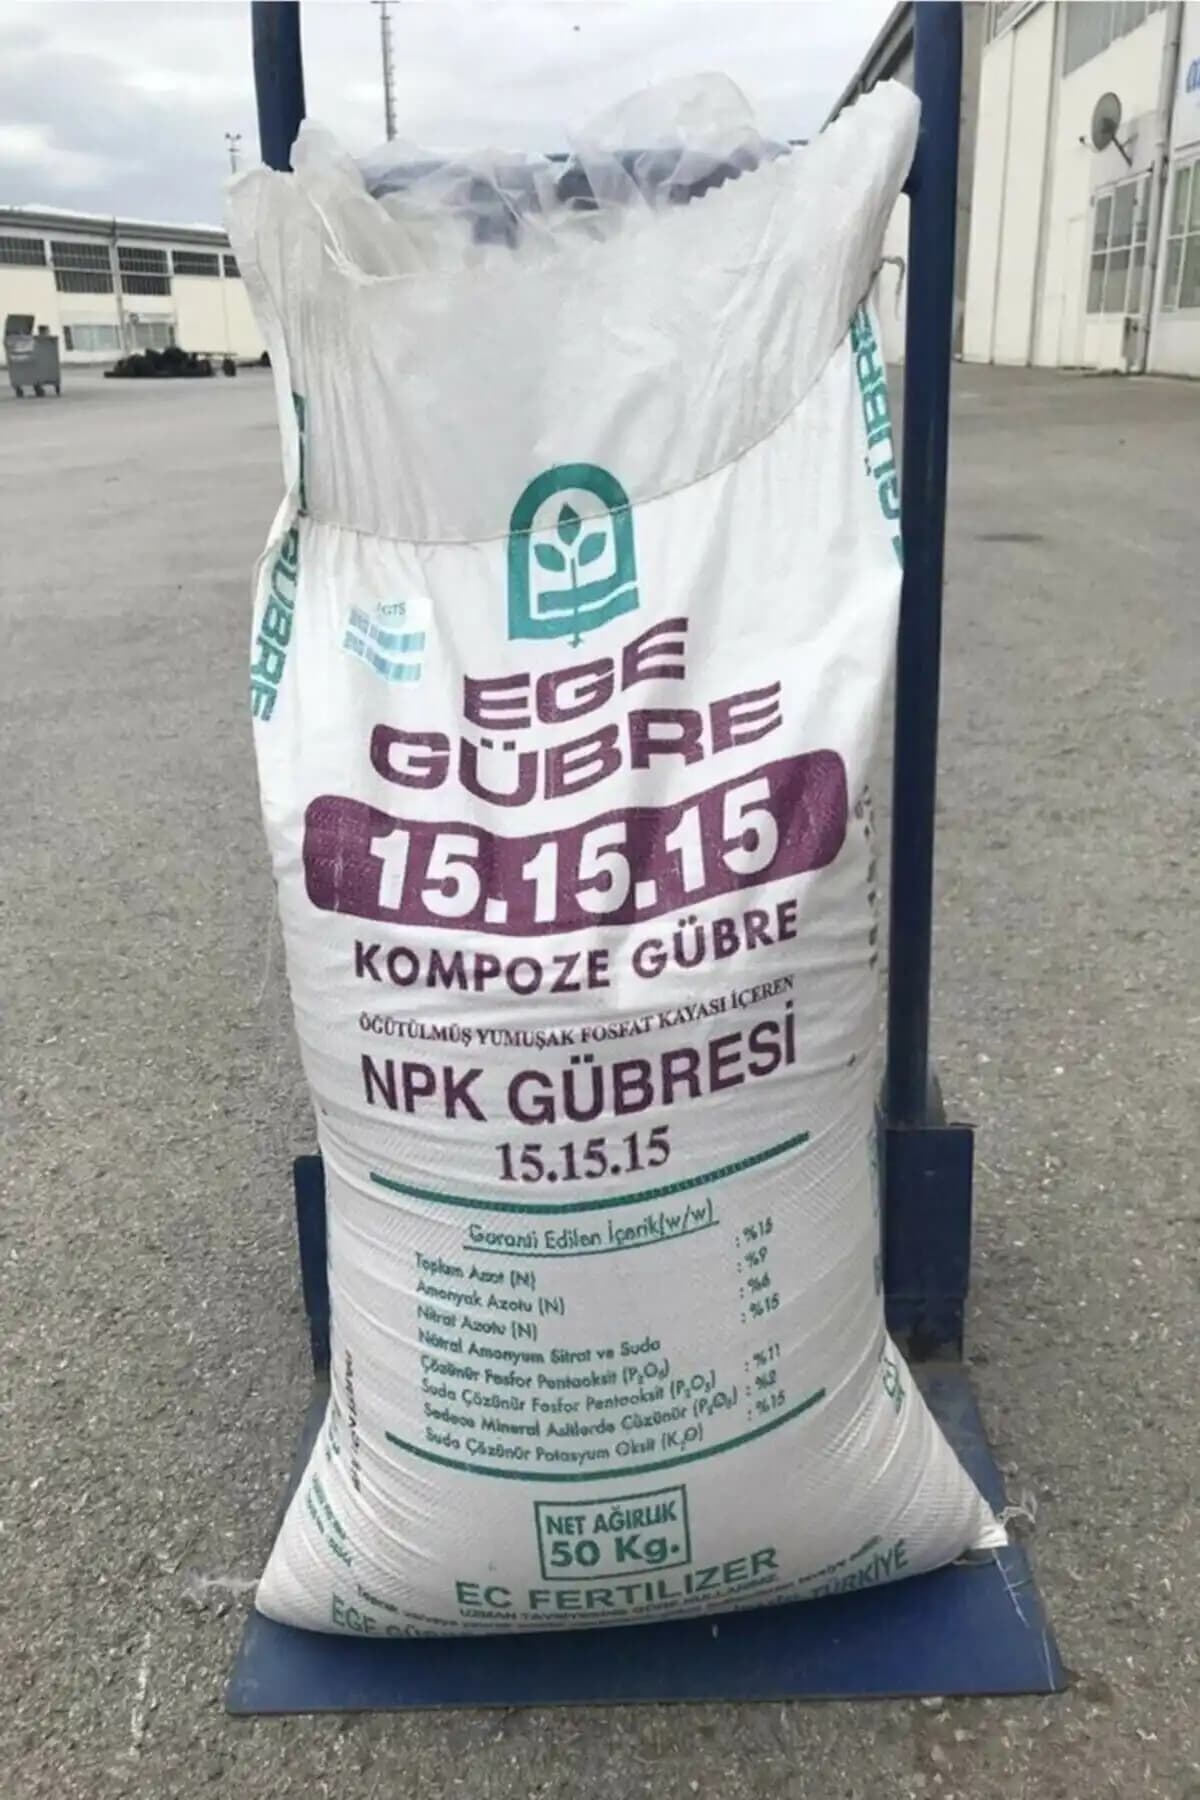 GÜBRE
GÜBRE
EGE
GÜBRE
15.15.15
KOMPOZE GÜBRE
ÖĞÜTÜLMÜŞ YUMUŞAK FOSFAT KAYASI İÇEREN
NPK GÜBRESİ
15.15.15
Garanti Edilen İçerik(w/w)
Toplam Azot (N) :%15
Amonyak Azotu (N) :%9
Nitrat Azotu (N) :%6
Nötral Amonyum Sitrat ve Suda
Çözünür Fosfor Pentaoksit (P₂O₅) :%15
Suda Çözünür Fosfor Pentaoksit (P₂O₅) :%11
Sadece Mineral Asitlerde Çözünür (P₂O₅) :%2
Suda Çözünür Potasyum Oksit (K₂O) :%15
NET AĞIRLIK
50 Kg.
EC FERTILIZER
EGE TÜRKİYE